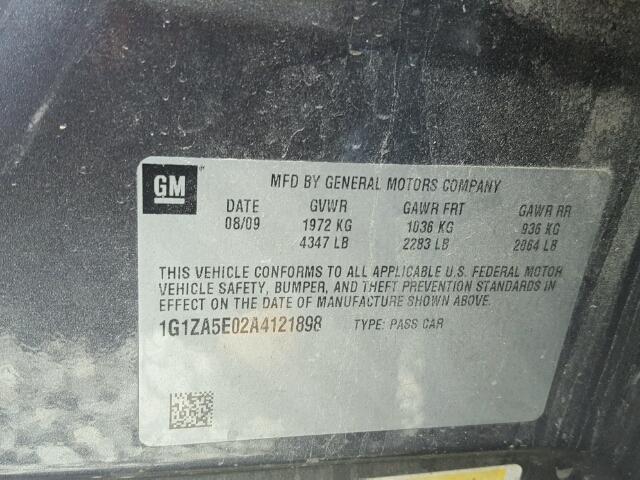 GM
MFD BY GENERAL MOTORS COMPANY
DATE GVWR GAWR FRT GAWR RR
08/09 1972 KG 1036 KG 936 KG
4347 LB 2283 LB 2064 LB
THIS VEHICLE CONFORMS TO ALL APPLICABLE U.S. FEDERAL MOTOR
VEHICLE SAFETY, BUMPER, AND THEFT PREVENTION STANDARDS IN
EFFECT ON THE DATE OF MANUFACTURE SHOWN ABOVE.
1G1ZA5E02A4121898 TYPE: PASS CAR